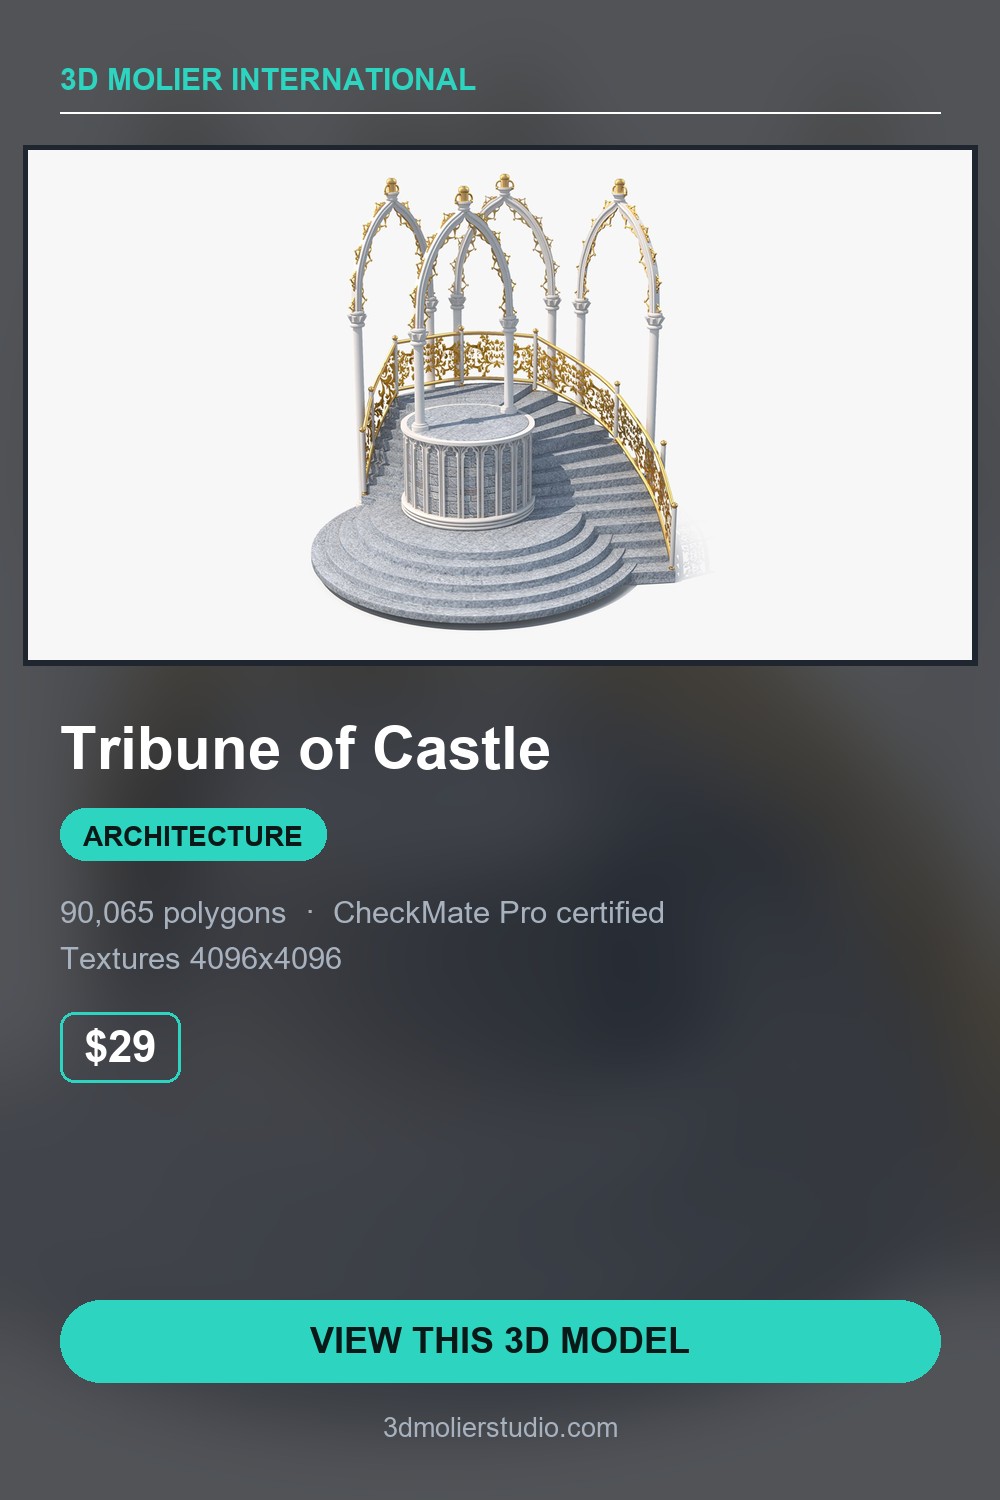 3D MOLIER INTERNATIONAL
Tribune of Castle
ARCHITECTURE
90,065 polygons · CheckMate Pro certified
Textures 4096x4096
$29
VIEW THIS 3D MODEL
3dmolierstudio.com